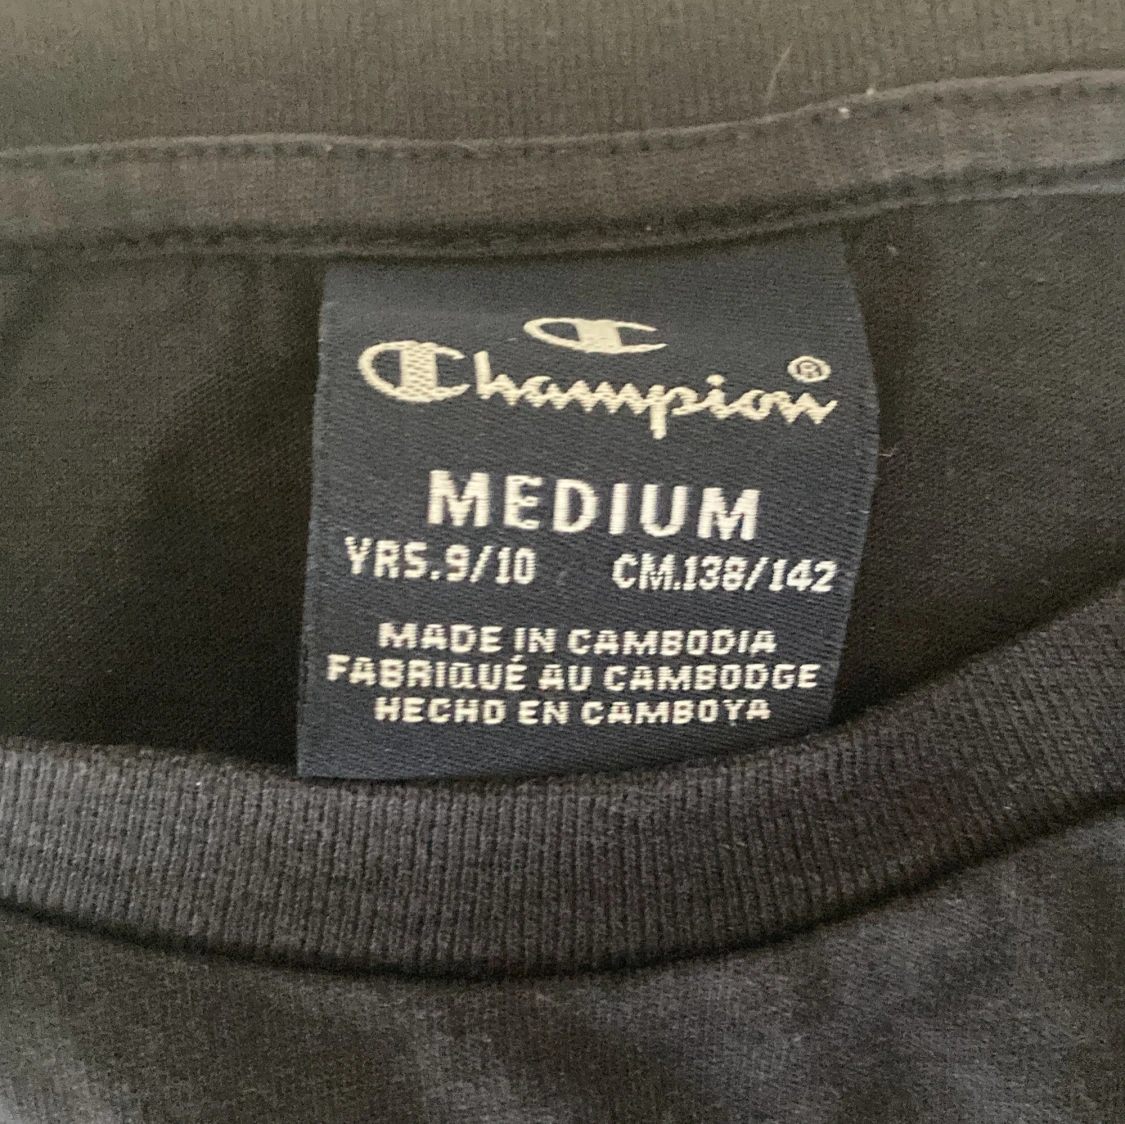 Champion®
MEDIUM
YRS.9/10 CM.138/142
MADE IN CAMBODIA
FABRIQUÉ AU CAMBODGE
HECHO EN CAMBOYA